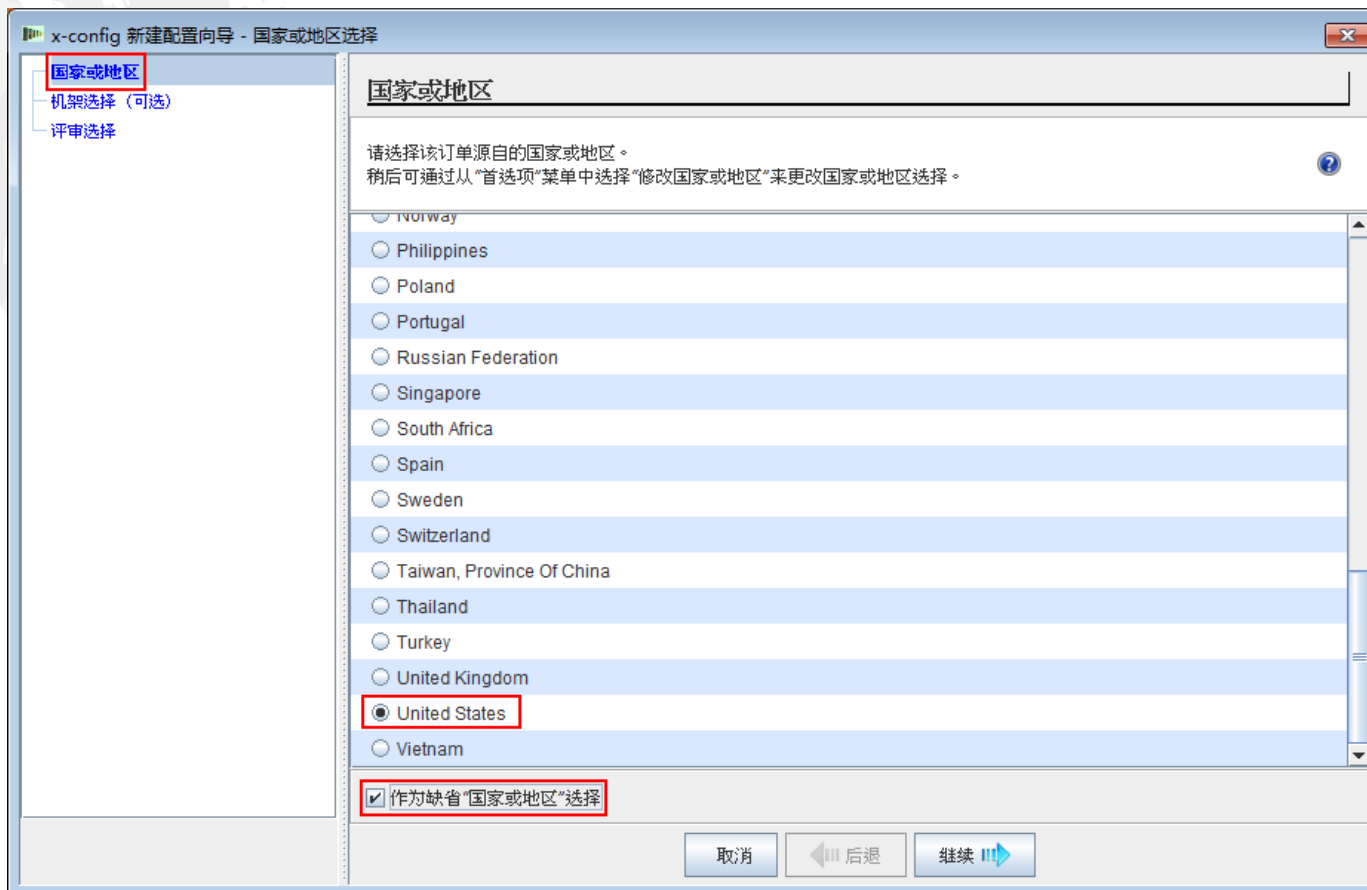 x-config 新建配置向导 - 国家或地区选择
国家或地区
机架选择（可选）
评审选择
国家或地区
请选择该订单源自的国家或地区。
稍后可通过从"首选项"菜单中选择"修改国家或地区"来更改国家或地区选择。
Norway
Philippines
Poland
Portugal
Russian Federation
Singapore
South Africa
Spain
Sweden
Switzerland
Taiwan, Province Of China
Thailand
Turkey
United Kingdom
United States
Vietnam
作为缺省"国家或地区"选择
取消
后退
继续